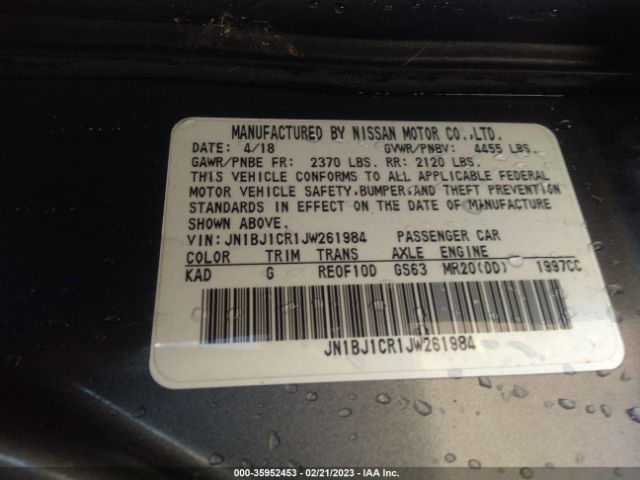 MANUFACTURED BY NISSAN MOTOR CO.,LTD.
DATE: 4/18 GVWR/PNBV: 4455 LBS.
GAWR/PNBE FR: 2370 LBS. RR: 2120 LBS.
THIS VEHICLE CONFORMS TO ALL APPLICABLE FEDERAL
MOTOR VEHICLE SAFETY,BUMPER,AND THEFT PREVENTION
STANDARDS IN EFFECT ON THE DATE OF MANUFACTURE
SHOWN ABOVE.
VIN: JN1BJ1CR1JW261984 PASSENGER CAR
COLOR TRIM TRANS AXLE ENGINE
KAD G RE0F10D GS63 MR20(DD) 1997CC
JN1BJ1CR1JW261984
000-35952453 - 02/21/2023 - IAA Inc.